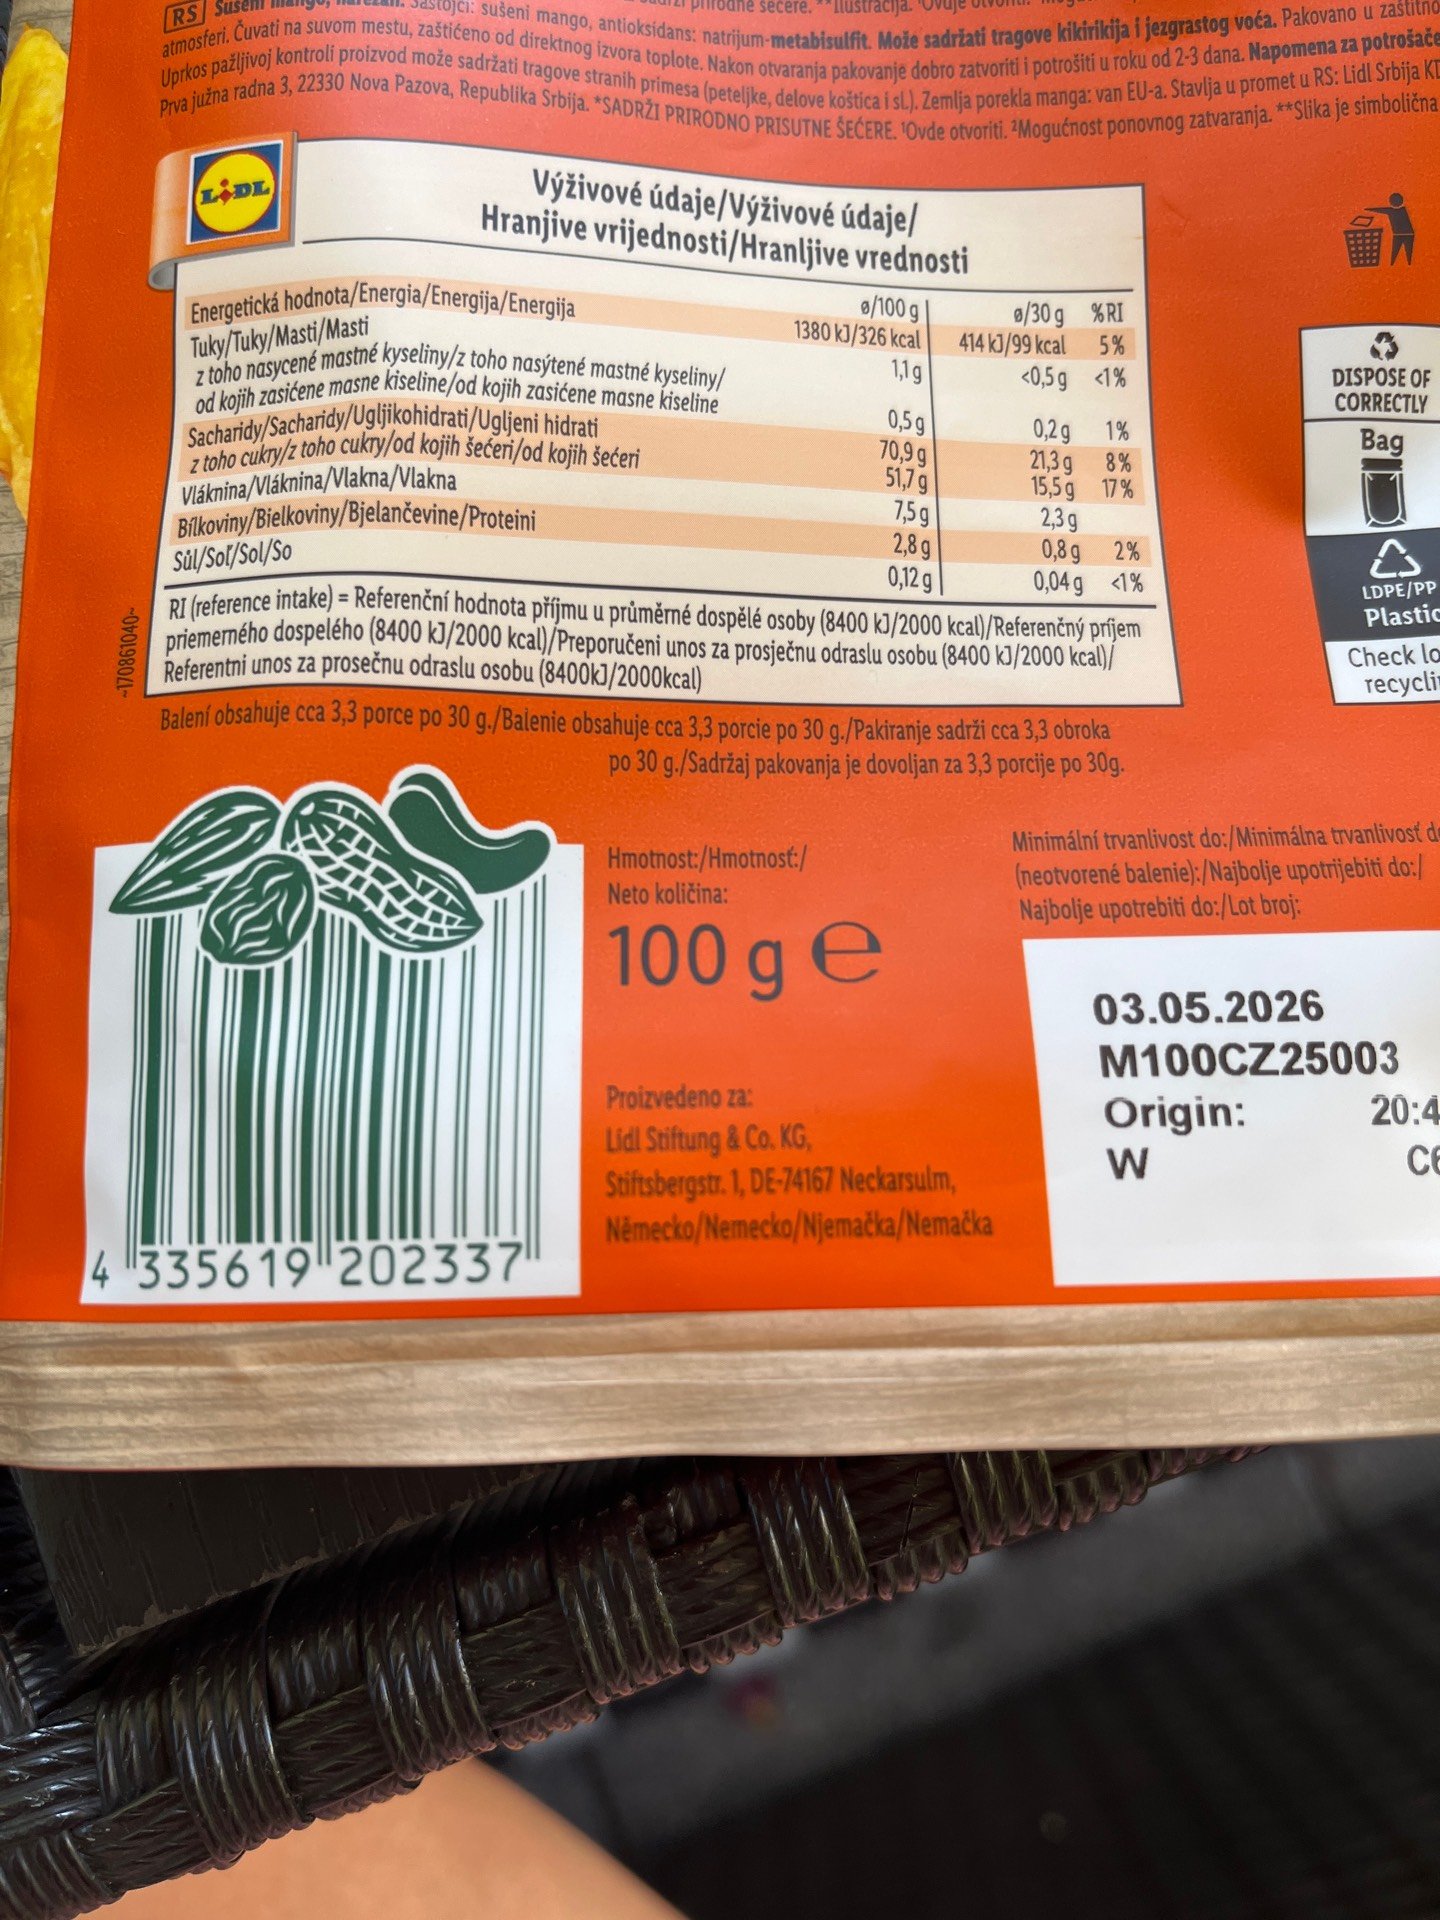 RS Sušeni mango, narezan. Sastojci: sušeni mango, antioksidans: natrijum-metabisulfit. Može sadržati tragove kikirikija i jezgrastog voća. Pakovano u zaštitno
atmosferi. Čuvati na suvom mestu, zaštićeno od direktnog izvora toplote. Nakon otvaranja pakovanje dobro zatvoriti i potrošiti u roku od 2-3 dana. Napomena za potrošače
Uprkos pažljivoj kontroli proizvod može sadržati tragove stranih primesa (peteljke, delove koštica i sl.). Zemlja porekla manga: van EU-a. Stavlja u promet u RS: Lidl Srbija KD
Prva južna radna 3, 22330 Nova Pazova, Republika Srbija. *SADRŽI PRIRODNO PRISUTNE ŠEĆERE. ¹Ovde otvoriti. ²Mogućnost ponovnog zatvaranja. **Slika je simbolična
LIDL
Výživové údaje/Výživové údaje/
Hranjive vrijednosti/Hranljive vrednosti
ø/100 g ø/30 g %RI
Energetická hodnota/Energia/Energija/Energija 1380 kJ/326 kcal 414 kJ/99 kcal 5%
Tuky/Tuky/Masti/Masti 1,1 g <0,5 g <1%
z toho nasycené mastné kyseliny/z toho nasýtené mastné kyseliny/
od kojih zasićene masne kiseline/od kojih zasićene masne kiseline 0,5 g 0,2 g 1%
Sacharidy/Sacharidy/Ugljikohidrati/Ugljeni hidrati 70,9 g 21,3 g 8%
z toho cukry/z toho cukry/od kojih šećeri/od kojih šećeri 51,7 g 15,5 g 17%
Vláknina/Vláknina/Vlakna/Vlakna 7,5 g 2,3 g
Bílkoviny/Bielkoviny/Bjelančevine/Proteini 2,8 g 0,8 g 2%
Sůl/Soľ/Sol/So 0,12 g 0,04 g <1%
RI (reference intake) = Referenční hodnota příjmu u průměrné dospělé osoby (8400 kJ/2000 kcal)/Referenčný príjem
priemerného dospelého (8400 kJ/2000 kcal)/Preporučeni unos za prosječnu odraslu osobu (8400 kJ/2000 kcal)/
Referentni unos za prosečnu odraslu osobu (8400kJ/2000kcal)
~170861040~
DISPOSE OF
CORRECTLY
Bag
LDPE/PP
Plastic
Check lo
recycli
Balení obsahuje cca 3,3 porce po 30 g./Balenie obsahuje cca 3,3 porcie po 30 g./Pakiranje sadrži cca 3,3 obroka
po 30 g./Sadržaj pakovanja je dovoljan za 3,3 porcije po 30g.
Hmotnost:/Hmotnosť:/
Neto količina:
100 g e
Minimální trvanlivost do:/Minimálna trvanlivosť do
(neotvorené balenie):/Najbolje upotrijebiti do:/
Najbolje upotrebiti do:/Lot broj:
03.05.2026
M100CZ25003
Origin: 20:4
W C6
Proizvedeno za:
Lidl Stiftung & Co. KG,
Stiftsbergstr. 1, DE-74167 Neckarsulm,
Německo/Nemecko/Njemačka/Nemačka
4 335619 202337